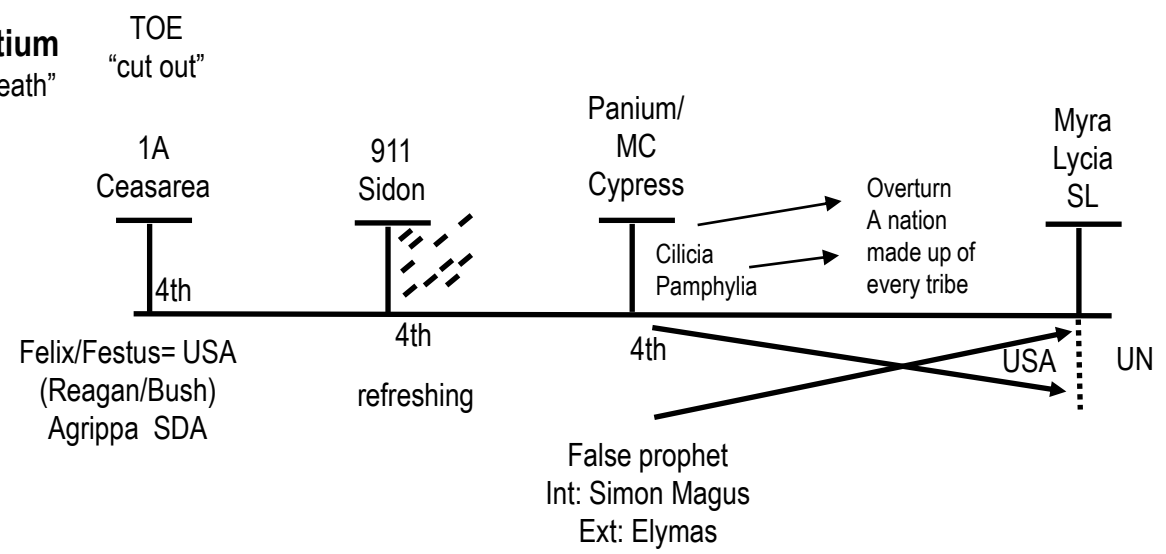 TOE
“cut out”
1A
Ceasarea
4th
Felix/Festus= USA
(Reagan/Bush)
Agrippa SDA
911
Sidon
4th
refreshing
Panium/
MC
Cypress
Cilicia
Pamphylia
Overturn
A nation
made up of
every tribe
4th
False prophet
Int: Simon Magus
Ext: Elymas
Myra
Lycia
SL
USA
UN